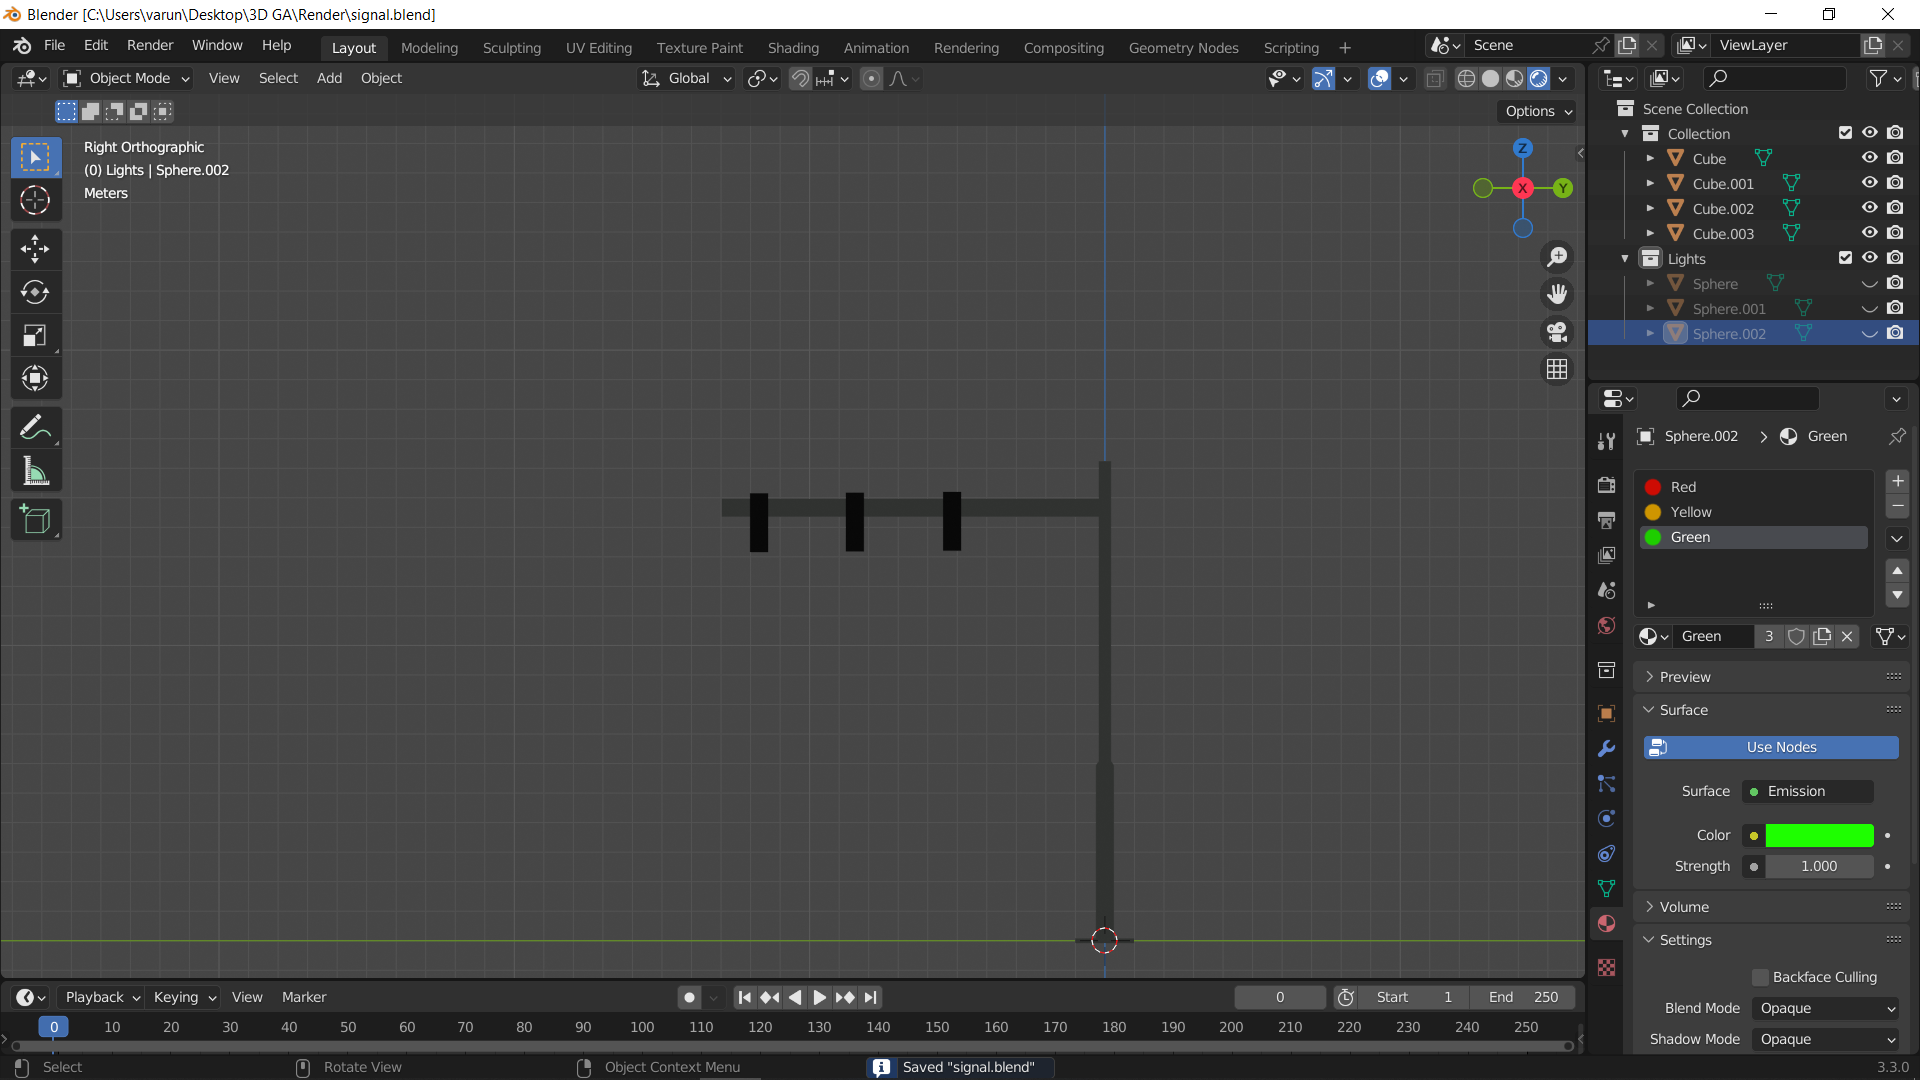 Blender [C:\Users\varun\Desktop\3D GA\Render\signal.blend]
File Edit Render Window Help
Layout Modeling Sculpting UV Editing Texture Paint Shading Animation Rendering Compositing Geometry Nodes Scripting
Scene
ViewLayer
Object Mode View Select Add Object
Global
Options
Right Orthographic
(0) Lights | Sphere.002
Meters
Z
X
Y
Scene Collection
Collection
Cube
Cube.001
Cube.002
Cube.003
Lights
Sphere
Sphere.001
Sphere.002
Sphere.002 Green
Red
Yellow
Green
Green 3
Preview
Surface
Use Nodes
Surface Emission
Color
Strength 1.000
Volume
Settings
Backface Culling
Blend Mode Opaque
Shadow Mode Opaque
Playback Keying View Marker
0
Start 1
End 250
0 10 20 30 40 50 60 70 80 90 100 110 120 130 140 150 160 170 180 190 200 210 220 230 240 250
Select
Rotate View
Object Context Menu
Saved "signal.blend"
3.3.0